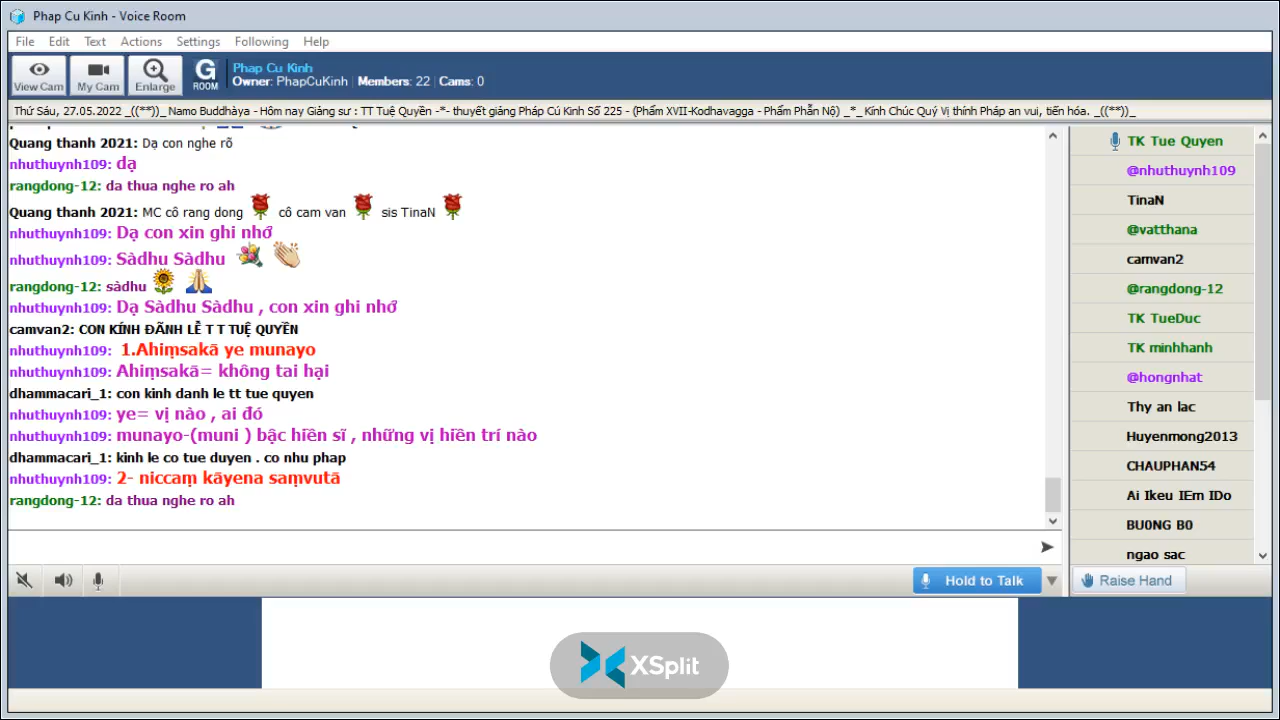 Phap Cu Kinh - Voice Room
File Edit Text Actions Settings Following Help
View Cam My Cam Enlarge G ROOM
Phap Cu Kinh
Owner: PhapCuKinh | Members: 22 | Cams: 0
Thứ Sáu, 27.05.2022 _((**))_ Namo Buddhàya - Hôm nay Giảng sư : TT Tuệ Quyền -*- thuyết giảng Pháp Cú Kinh Số 225 - (Phẩm XVII-Kodhavagga - Phẩm Phẫn Nộ) _*_ Kính Chúc Quý Vị thính Pháp an vui, tiến hóa. _((**))_
Quang thanh 2021: Dạ con nghe rõ
nhuthuynh109: dạ
rangdong-12: da thua nghe ro ah
Quang thanh 2021: MC cô rang dong cô cam van sis TinaN
nhuthuynh109: Dạ con xin ghi nhớ
nhuthuynh109: Sàdhu Sàdhu
rangdong-12: sàdhu
nhuthuynh109: Dạ Sàdhu Sàdhu , con xin ghi nhớ
camvan2: CON KÍNH ĐÃNH LỄ T T TUỆ QUYỀN
nhuthuynh109: 1.Ahiṃsakā ye munayo
nhuthuynh109: Ahiṃsakā= không tai hại
dhammacari_1: con kinh danh le tt tue quyen
nhuthuynh109: ye= vị nào , ai đó
nhuthuynh109: munayo-(muni ) bậc hiền sĩ , những vị hiền trí nào
dhammacari_1: kinh le co tue duyen . co nhu phap
nhuthuynh109: 2- niccaṃ kāyena saṃvutā
rangdong-12: da thua nghe ro ah
TK Tue Quyen
@nhuthuynh109
TinaN
@vatthana
camvan2
@rangdong-12
TK TueDuc
TK minhhanh
@hongnhat
Thy an lac
Huyenmong2013
CHAUPHAN54
Ai Ikeu IEm IDo
BU0NG B0
ngao sac
Hold to Talk
Raise Hand
XSplit